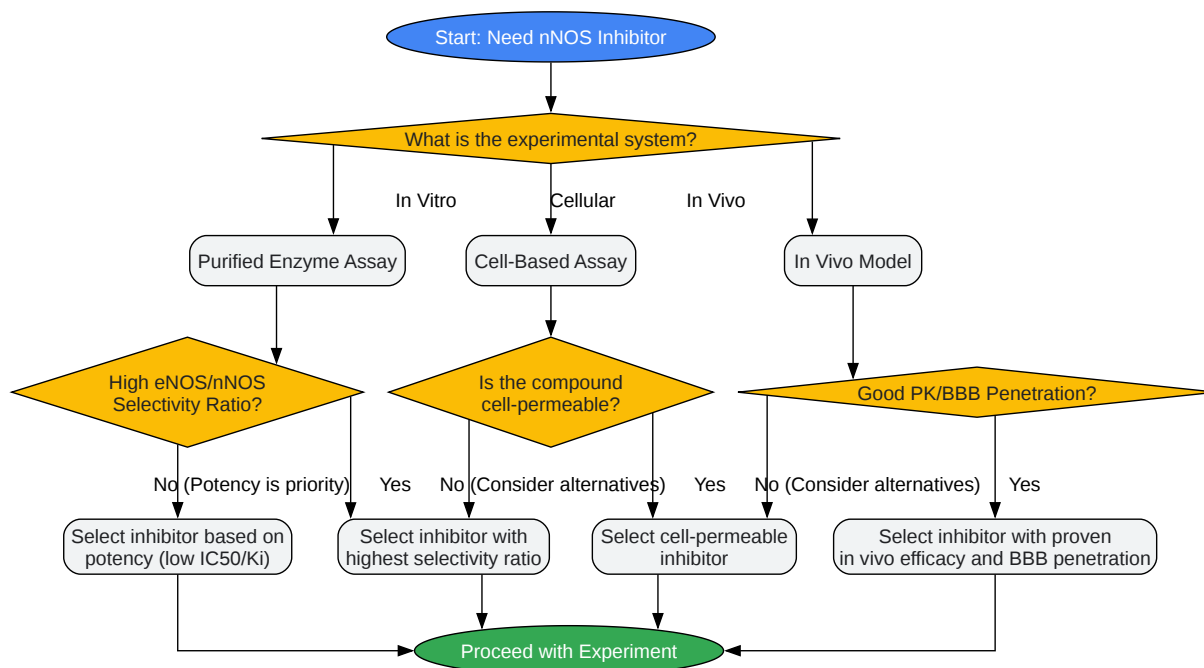 Start: Need nNOS Inhibitor
What is the experimental system?
In Vitro
Cellular
In Vivo
Purified Enzyme Assay
Cell-Based Assay
In Vivo Model
High eNOS/nNOS
Selectivity Ratio?
Is the compound
cell-permeable?
Good PK/BBB Penetration?
No (Potency is priority)
Yes
No (Consider alternatives)
Yes
No (Consider alternatives)
Yes
Select inhibitor based on
potency (low IC50/Ki)
Select inhibitor with
highest selectivity ratio
Select cell-permeable
inhibitor
Select inhibitor with proven
in vivo efficacy and BBB penetration
Proceed with Experiment